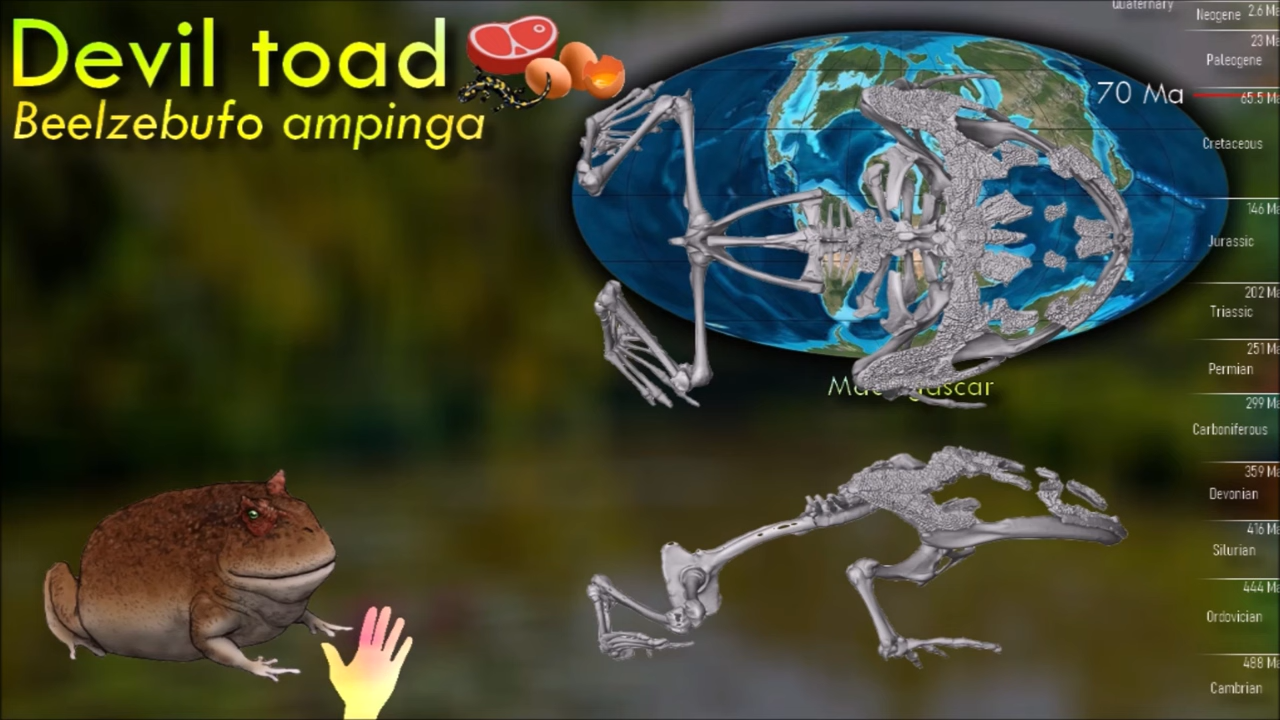 Devil toad
Beelzebufo ampinga
70 Ma
Quaternary
2.6 Ma
Neogene
23 Ma
Paleogene
65.5 M
Cretaceous
146 Ma
Jurassic
202 Ma
Triassic
251 Ma
Permian
299 Ma
Carboniferous
359 Ma
Devonian
416 Ma
Silurian
444 Ma
Ordovician
488 Ma
Cambrian